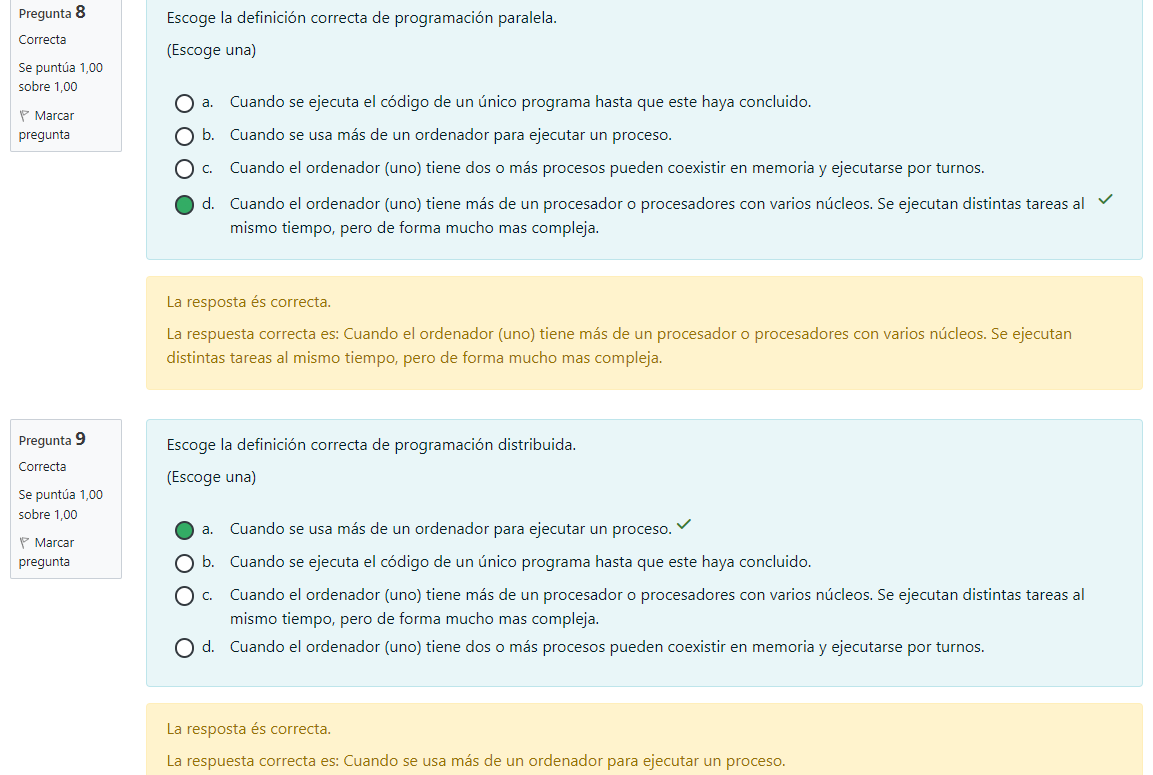 Pregunta 8
Correcta
Se puntúa 1,00
sobre 1,00
Marcar
pregunta
Escoge la definición correcta de programación paralela.
(Escoge una)
a. Cuando se ejecuta el código de un único programa hasta que este haya concluido.
b. Cuando se usa más de un ordenador para ejecutar un proceso.
c. Cuando el ordenador (uno) tiene dos o más procesos pueden coexistir en memoria y ejecutarse por turnos.
d. Cuando el ordenador (uno) tiene más de un procesador o procesadores con varios núcleos. Se ejecutan distintas tareas al
mismo tiempo, pero de forma mucho mas compleja.
La resposta és correcta.
La respuesta correcta es: Cuando el ordenador (uno) tiene más de un procesador o procesadores con varios núcleos. Se ejecutan
distintas tareas al mismo tiempo, pero de forma mucho mas compleja.
Pregunta 9
Correcta
Se puntúa 1,00
sobre 1,00
Marcar
pregunta
Escoge la definición correcta de programación distribuida.
(Escoge una)
a. Cuando se usa más de un ordenador para ejecutar un proceso.
b. Cuando se ejecuta el código de un único programa hasta que este haya concluido.
c. Cuando el ordenador (uno) tiene más de un procesador o procesadores con varios núcleos. Se ejecutan distintas tareas al
mismo tiempo, pero de forma mucho mas compleja.
d. Cuando el ordenador (uno) tiene dos o más procesos pueden coexistir en memoria y ejecutarse por turnos.
La resposta és correcta.
La respuesta correcta es: Cuando se usa más de un ordenador para ejecutar un proceso.